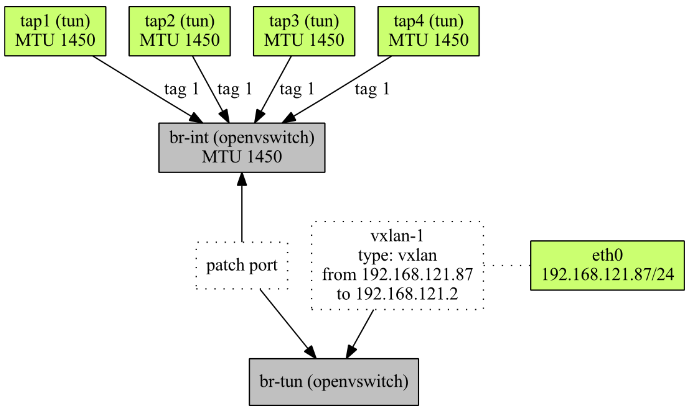 tap1 (tun)
MTU 1450
tap2 (tun)
MTU 1450
tap3 (tun)
MTU 1450
tap4 (tun)
MTU 1450
tag 1
tag 1
tag 1
tag 1
br-int (openvswitch)
MTU 1450
patch port
vxlan-1
type: vxlan
from 192.168.121.87
to 192.168.121.2
eth0
192.168.121.87/24
br-tun (openvswitch)